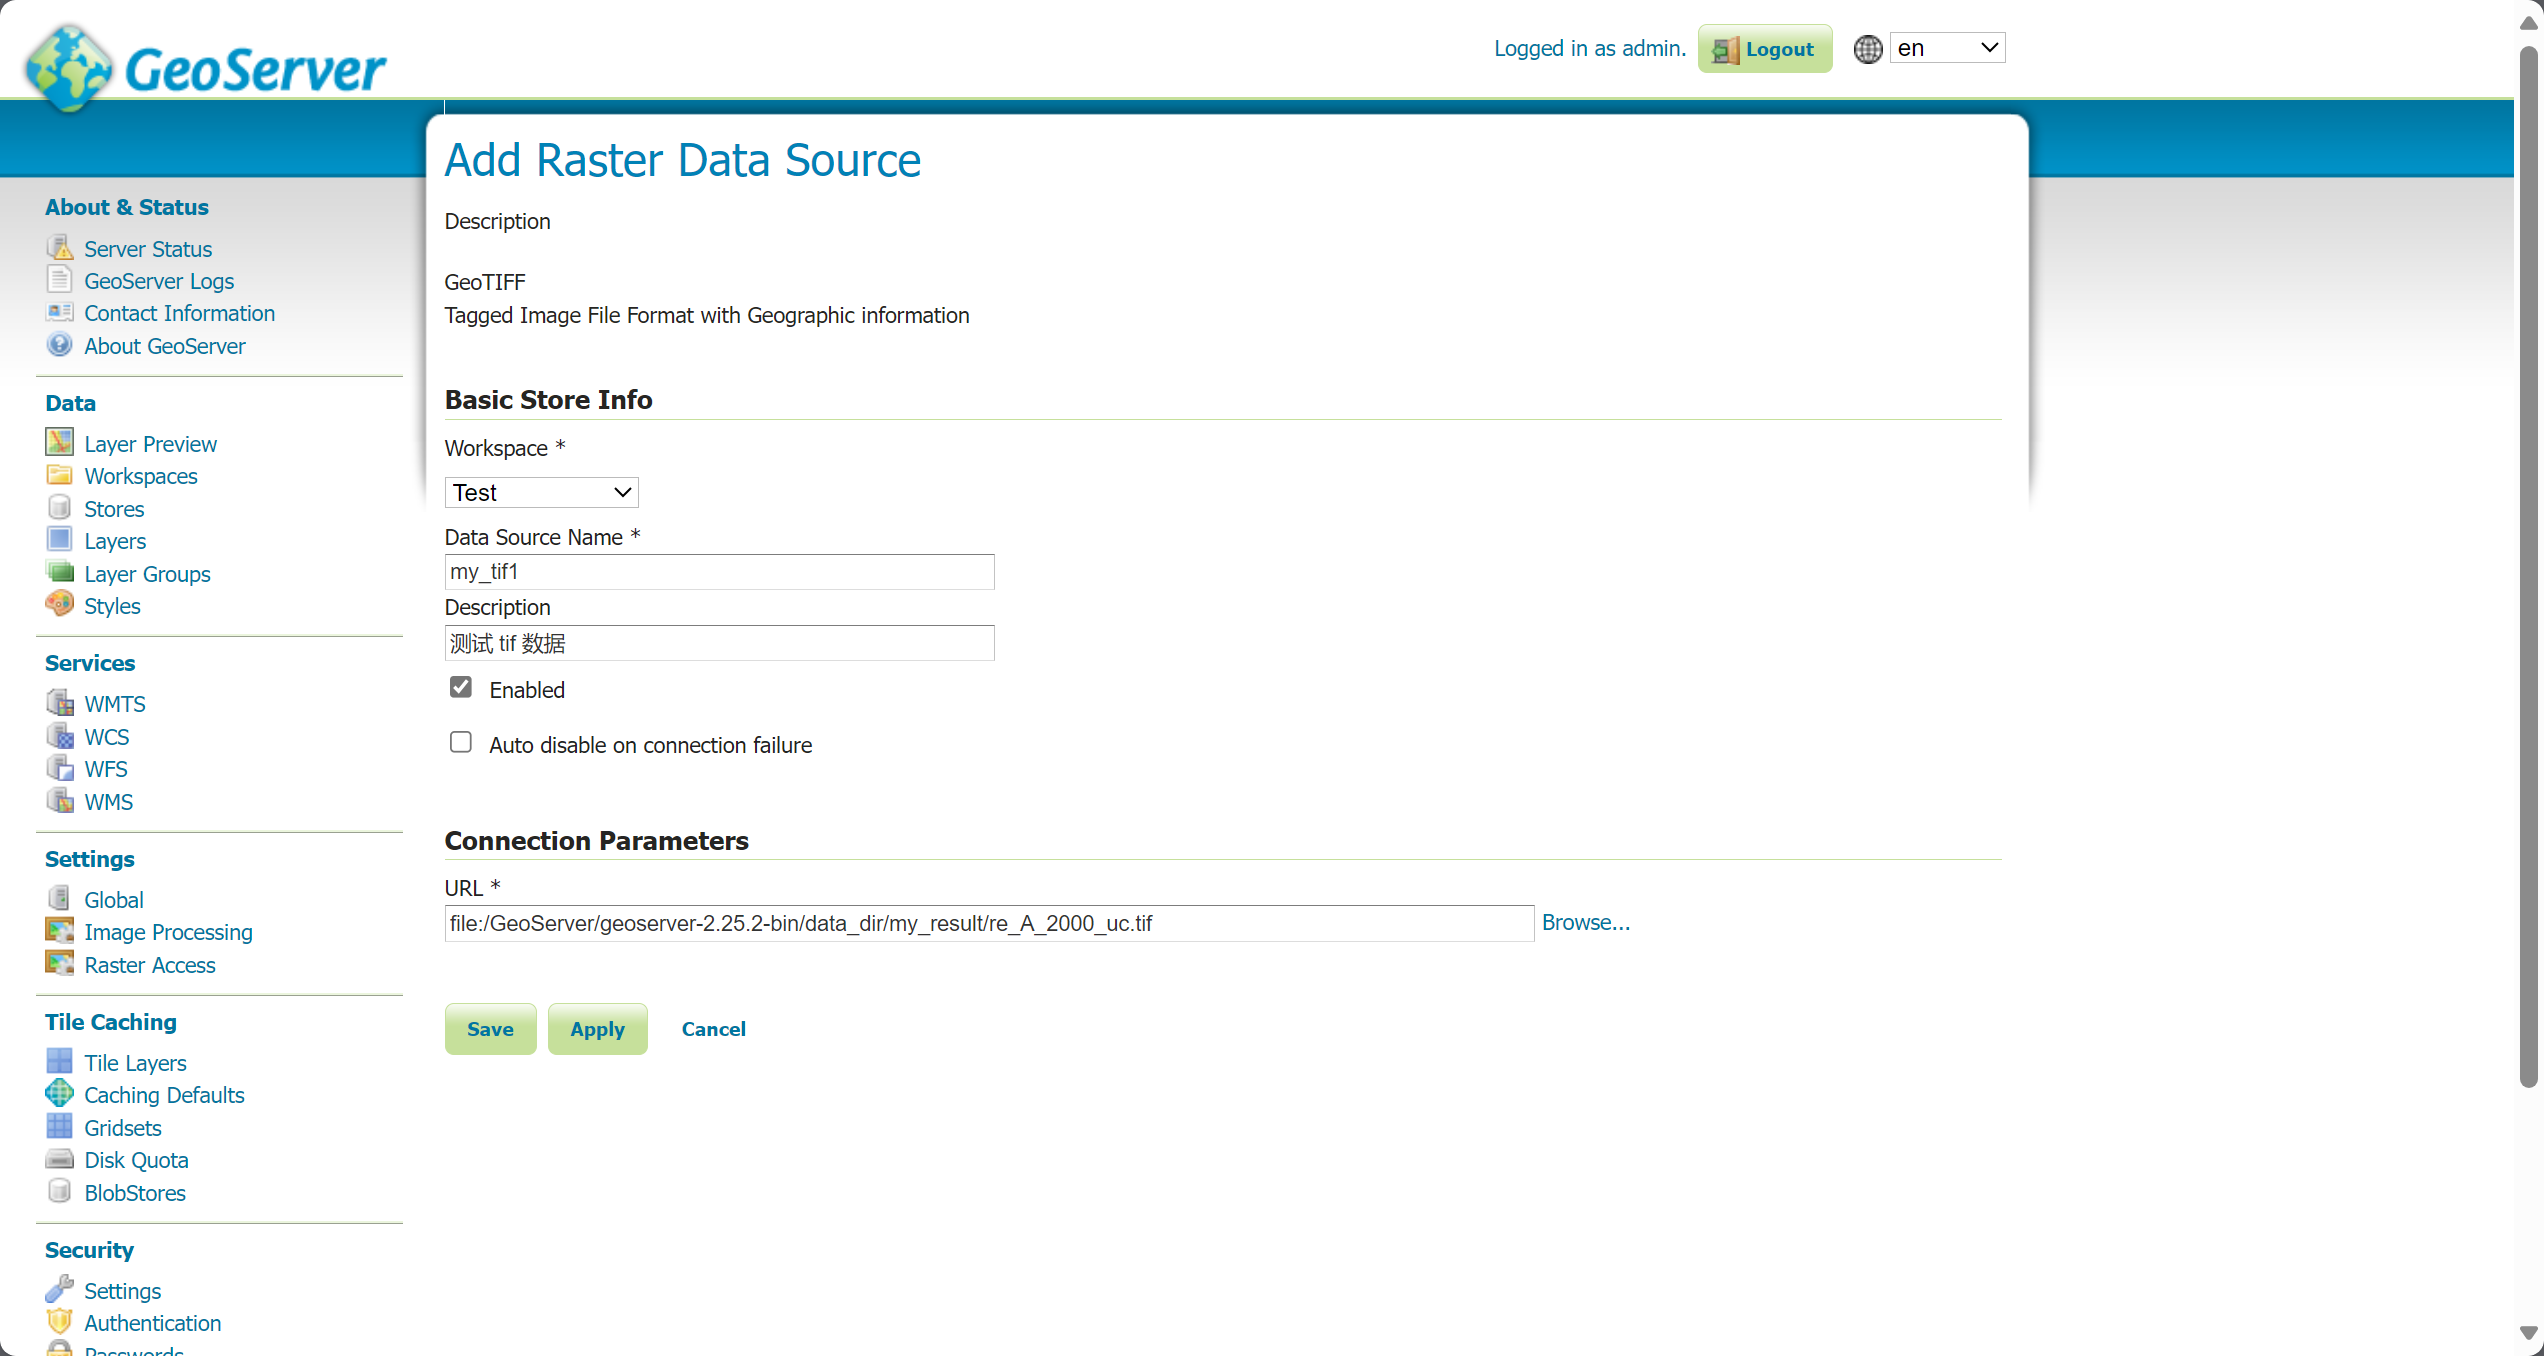 GeoServer
Logged in as admin.
Logout
en
About & Status
Server Status
GeoServer Logs
Contact Information
About GeoServer
Data
Layer Preview
Workspaces
Stores
Layers
Layer Groups
Styles
Services
WMTS
WCS
WFS
WMS
Settings
Global
Image Processing
Raster Access
Tile Caching
Tile Layers
Caching Defaults
Gridsets
Disk Quota
BlobStores
Security
Settings
Authentication
Passwords
Add Raster Data Source
Description
GeoTIFF
Tagged Image File Format with Geographic information
Basic Store Info
Workspace *
Test
Data Source Name *
my_tif1
Description
测试 tif 数据
Enabled
Auto disable on connection failure
Connection Parameters
URL *
file:/GeoServer/geoserver-2.25.2-bin/data_dir/my_result/re_A_2000_uc.tif
Browse...
Save
Apply
Cancel